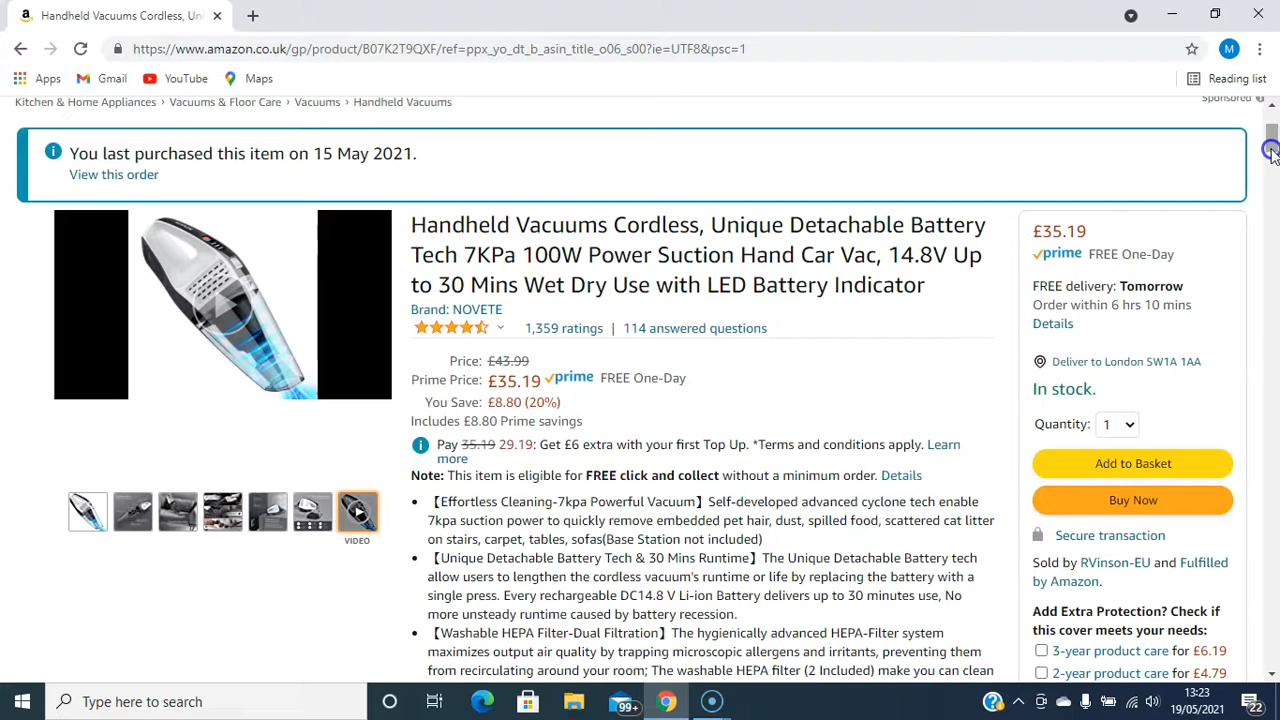 Handheld Vacuums Cordless, Un
https://www.amazon.co.uk/gp/product/B07K2T9QXF/ref=ppx_yo_dt_b_asin_title_o06_s00?ie=UTF8&psc=1
M
Apps
Gmail
YouTube
Maps
Reading list
Kitchen & Home Appliances › Vacuums & Floor Care › Vacuums › Handheld Vacuums
Sponsored
You last purchased this item on 15 May 2021.
View this order
Handheld Vacuums Cordless, Unique Detachable Battery
Tech 7KPa 100W Power Suction Hand Car Vac, 14.8V Up
to 30 Mins Wet Dry Use with LED Battery Indicator
Brand: NOVETE
1,359 ratings | 114 answered questions
Price: £43.99
Prime Price: £35.19 prime FREE One-Day
You Save: £8.80 (20%)
Includes £8.80 Prime savings
Pay 35.19 29.19: Get £6 extra with your first Top Up. *Terms and conditions apply. Learn
more
Note: This item is eligible for FREE click and collect without a minimum order. Details
• 【Effortless Cleaning-7kpa Powerful Vacuum】Self-developed advanced cyclone tech enable
7kpa suction power to quickly remove embedded pet hair, dust, spilled food, scattered cat litter
on stairs, carpet, tables, sofas(Base Station not included)
• 【Unique Detachable Battery Tech & 30 Mins Runtime】The Unique Detachable Battery tech
allow users to lengthen the cordless vacuum's runtime or life by replacing the battery with a
single press. Every rechargeable DC14.8 V Li-ion Battery delivers up to 30 minutes use, No
more unsteady runtime caused by battery recession.
• 【Washable HEPA Filter-Dual Filtration】The hygienically advanced HEPA-Filter system
maximizes output air quality by trapping microscopic allergens and irritants, preventing them
from recirculating around your room; The washable HEPA filter (2 Included) make you can clean
VIDEO
£35.19
prime FREE One-Day
FREE delivery: Tomorrow
Order within 6 hrs 10 mins
Details
Deliver to London SW1A 1AA
In stock.
Quantity: 1
Add to Basket
Buy Now
Secure transaction
Sold by RVinson-EU and Fulfilled
by Amazon.
Add Extra Protection? Check if
this cover meets your needs:
3-year product care for £6.19
2-year product care for £4.79
Type here to search
99+
13:23
19/05/2021
22